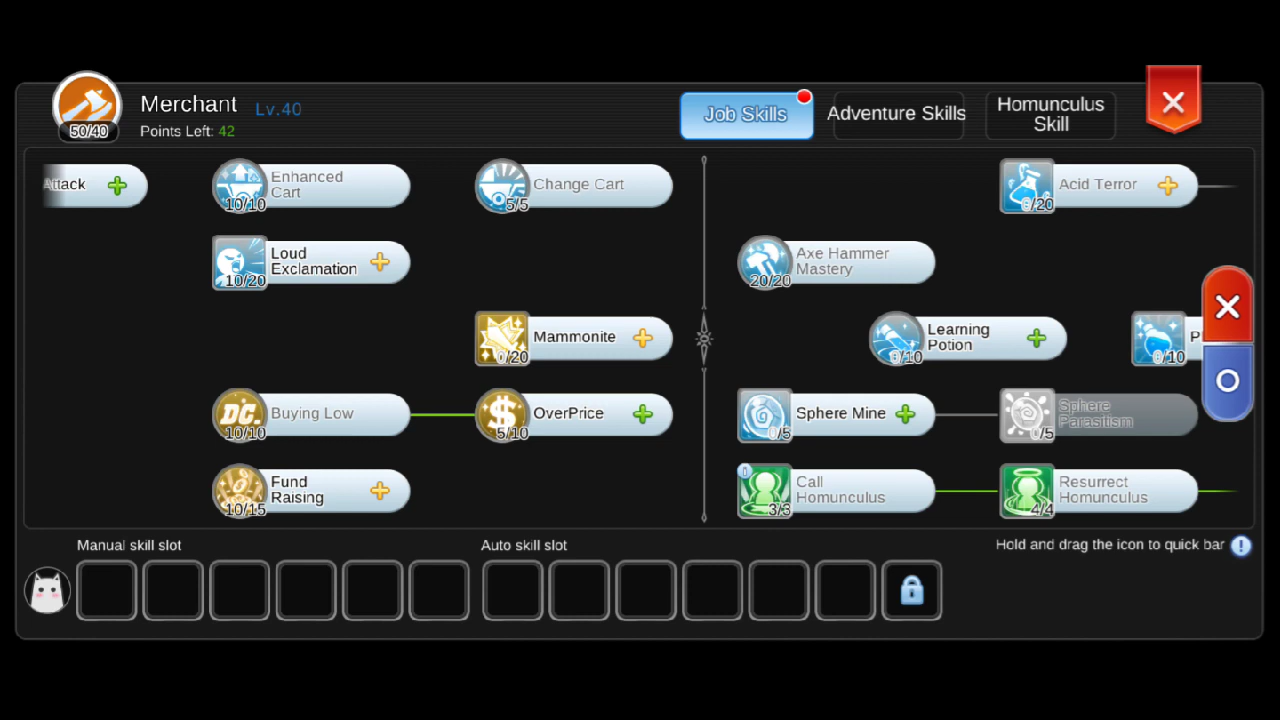 Merchant Lv.40
50/40
Points Left: 42
Job Skills
Adventure Skills
Homunculus
Skill
Attack
Enhanced
Cart
10/10
Change Cart
5/5
Acid Terror
0/20
Loud
Exclamation
10/20
Axe Hammer
Mastery
20/20
Mammonite
0/20
Learning
Potion
0/10
0/10
DC.
Buying Low
10/10
$
OverPrice
5/10
Sphere Mine
0/5
Sphere
Parasitism
0/5
Fund
Raising
10/15
Call
Homunculus
3/3
Resurrect
Homunculus
4/4
Manual skill slot
Auto skill slot
Hold and drag the icon to quick bar